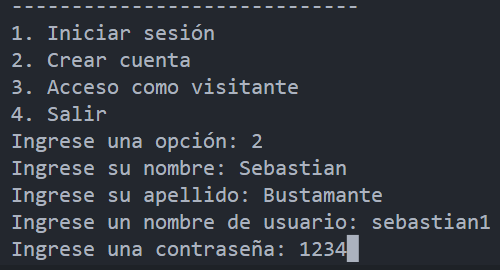 -----------------------------
1. Iniciar sesión
2. Crear cuenta
3. Acceso como visitante
4. Salir
Ingrese una opción: 2
Ingrese su nombre: Sebastian
Ingrese su apellido: Bustamante
Ingrese un nombre de usuario: sebastian1
Ingrese una contraseña: 1234